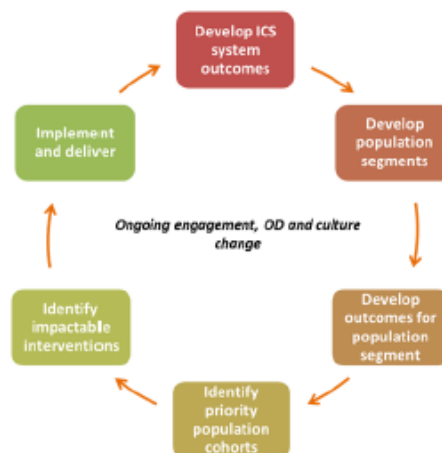 Develop ICS
system
outcomes
Develop
population
segments
Develop
outcomes for
population
segment
Identify
priority
population
cohorts
Identify
impactable
interventions
Implement
and deliver
Ongoing engagement, OD and culture
change